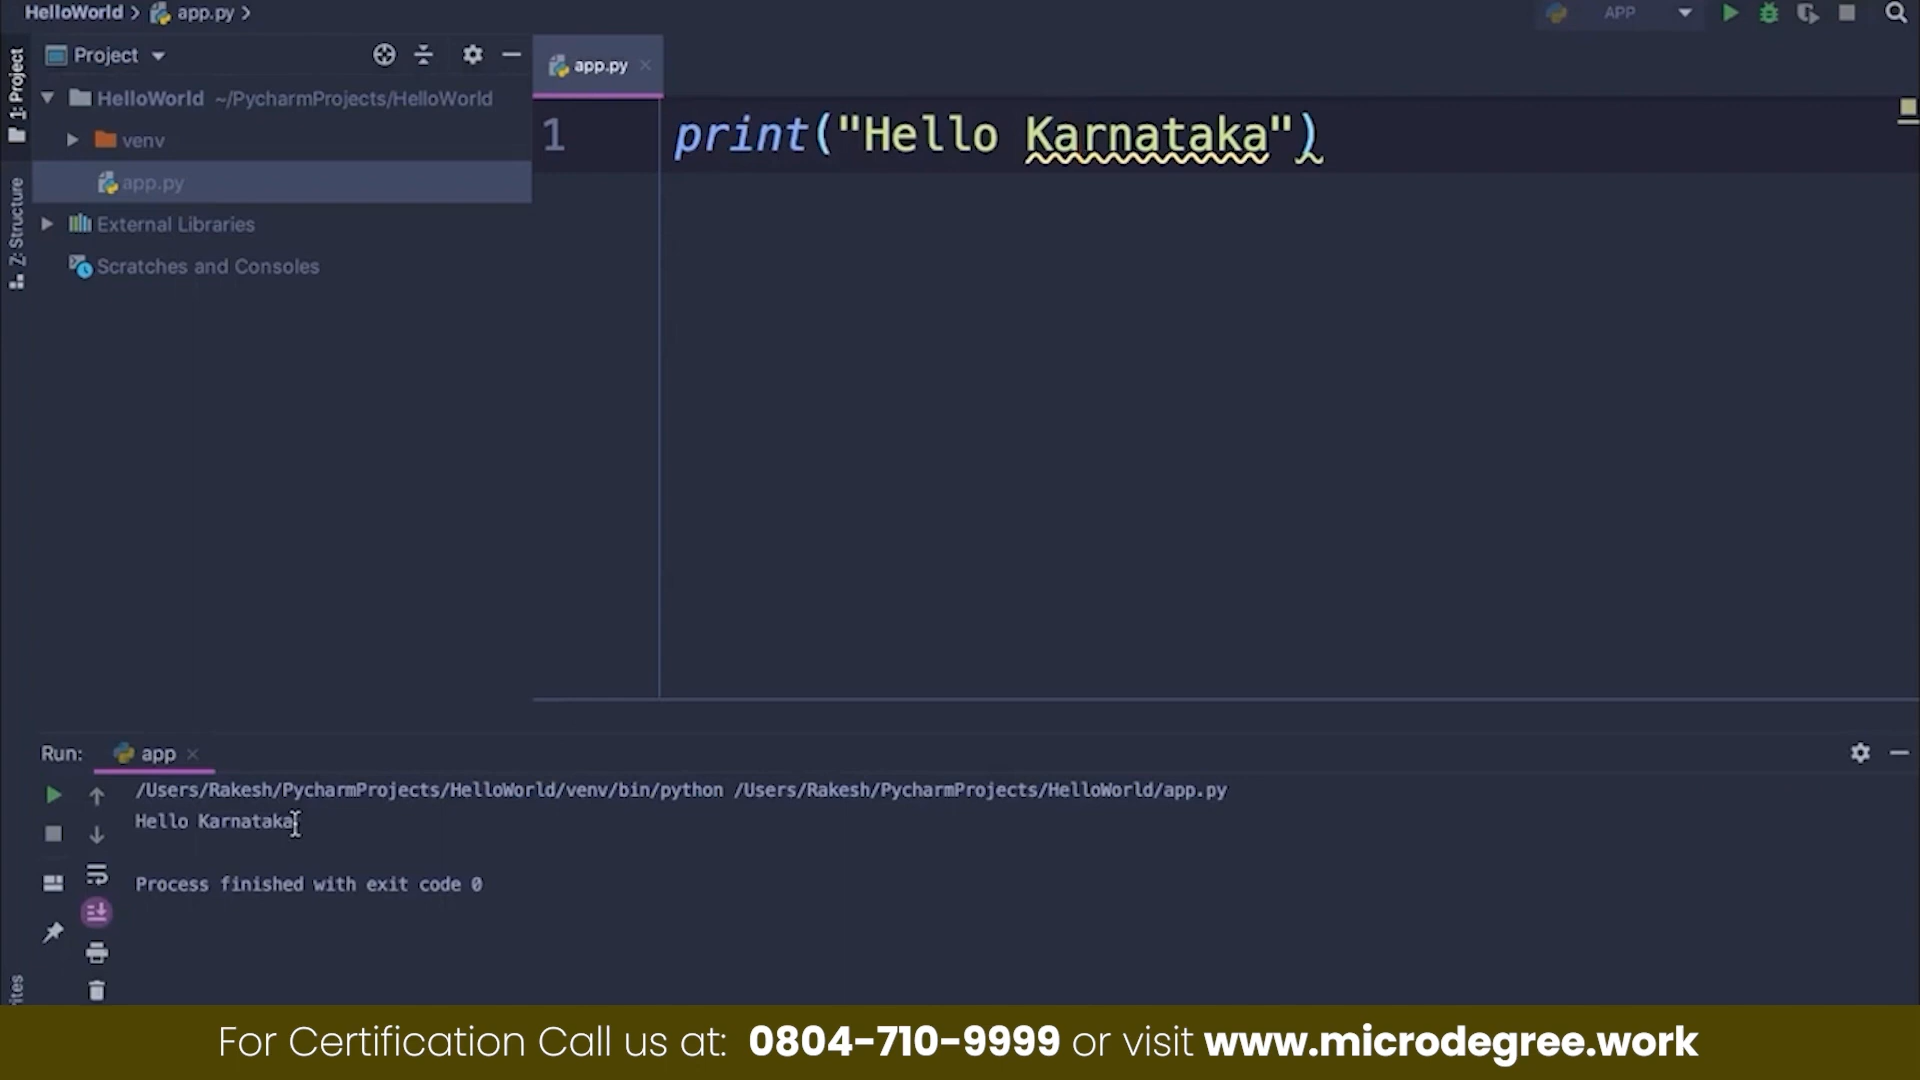 HelloWorld app.py
APP
1: Project
Project
app.py
HelloWorld ~/PycharmProjects/HelloWorld
venv
app.py
External Libraries
Scratches and Consoles
Z: Structure
1 print("Hello Karnataka")
Run: app
/Users/Rakesh/PycharmProjects/HelloWorld/venv/bin/python /Users/Rakesh/PycharmProjects/HelloWorld/app.py
Hello Karnataka
Process finished with exit code 0
For Certification Call us at: 0804-710-9999 or visit www.microdegree.work